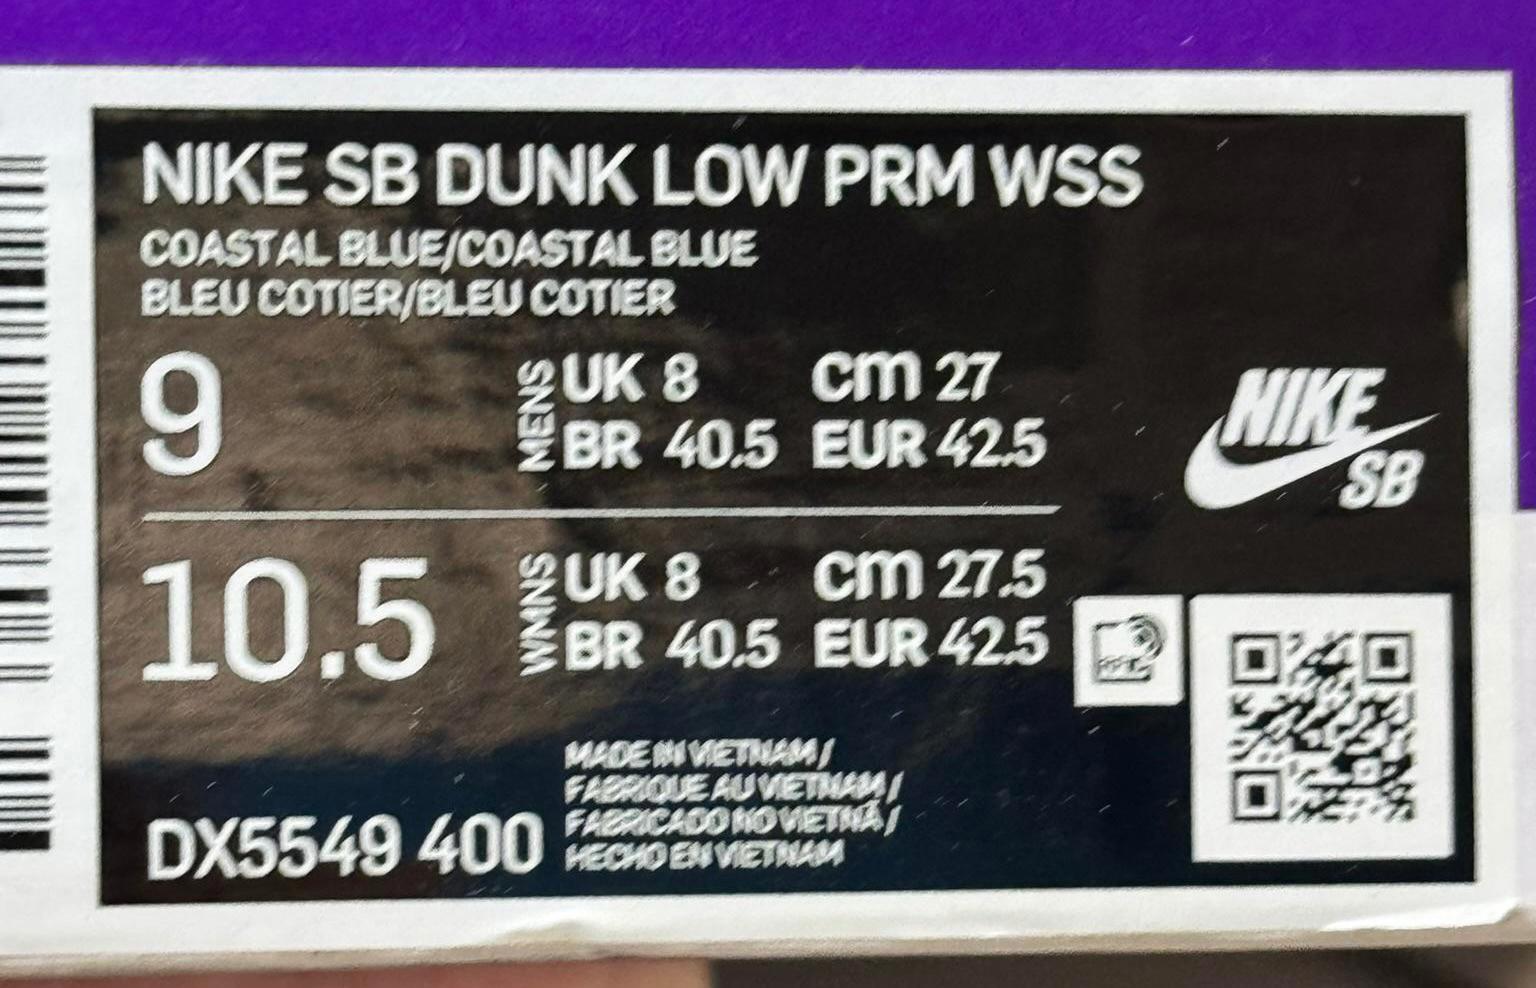 NIKE SB DUNK LOW PRM WSS
COASTAL BLUE/COASTAL BLUE
BLEU COTIER/BLEU COTIER
9
MENS
UK 8 cm 27
BR 40.5 EUR 42.5
10.5
WMNS
UK 8 cm 27.5
BR 40.5 EUR 42.5
NIKE
SB
MADE IN VIETNAM/
FABRIQUE AU VIETNAM/
FABRICADO NO VIETNÃ/
HECHO EN VIETNAM
DX5549 400